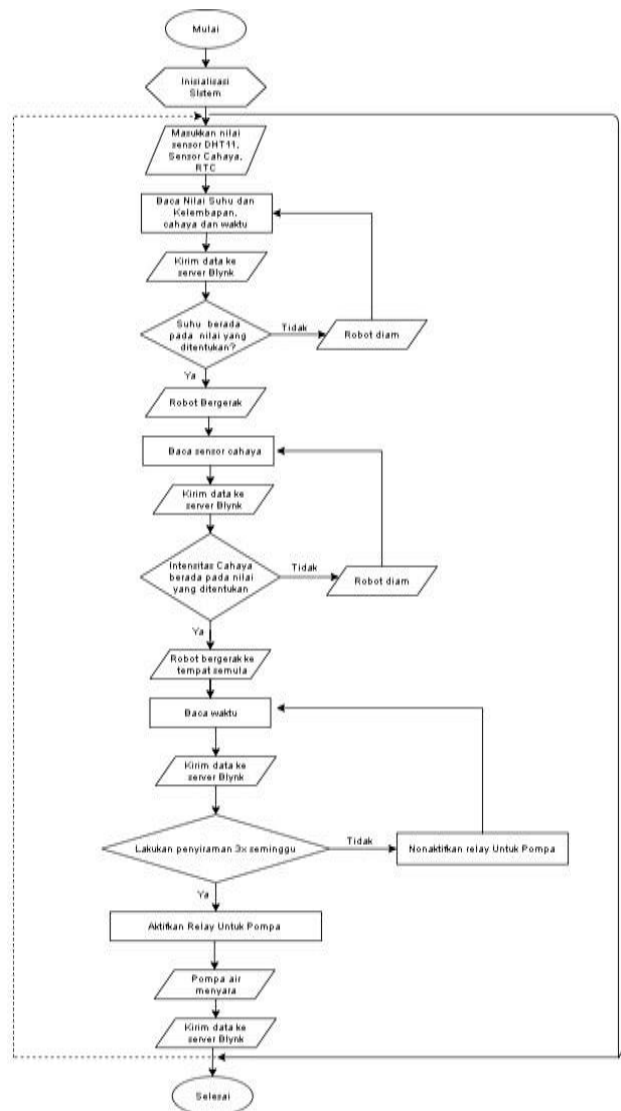 Mulai
Inisialisasi
Sistem
Masukkan nilai
sensor DHT11,
Sensor Cahaya,
RTC
Baca Nilai Suhu dan
Kelembapan,
cahaya dan waktu
Kirim data ke
server Blynk
Suhu berada
pada nilai yang
ditentukan?
Tidak
Robot diam
Ya
Robot Bergerak
Baca sensor cahaya
Kirim data ke
server Blynk
Intensitas Cahaya
berada pada nilai
yang ditentukan
Tidak
Robot diam
Ya
Robot bergerak ke
tempat semula
Baca waktu
Kirim data ke
server Blynk
Lakukan penyiraman 3x seminggu
Tidak
Nonaktifkan relay Untuk Pompa
Ya
Aktifkan Relay Untuk Pompa
Pompa air
menyara
Kirim data ke
server Blynk
Selesai